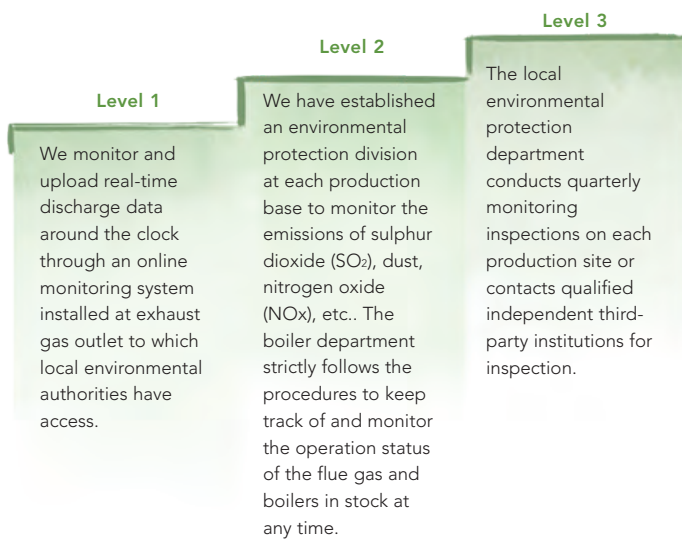 Level 1
We monitor and
upload real-time
discharge data
around the clock
through an online
monitoring system
installed at exhaust
gas outlet to which
local environmental
authorities have
access.
Level 2
We have established
an environmental
protection division
at each production
base to monitor the
emissions of sulphur
dioxide (SO₂), dust,
nitrogen oxide
(NOx), etc.. The
boiler department
strictly follows the
procedures to keep
track of and monitor
the operation status
of the flue gas and
boilers in stock at
any time.
Level 3
The local
environmental
protection
department
conducts quarterly
monitoring
inspections on each
production site or
contacts qualified
independent third-
party institutions for
inspection.